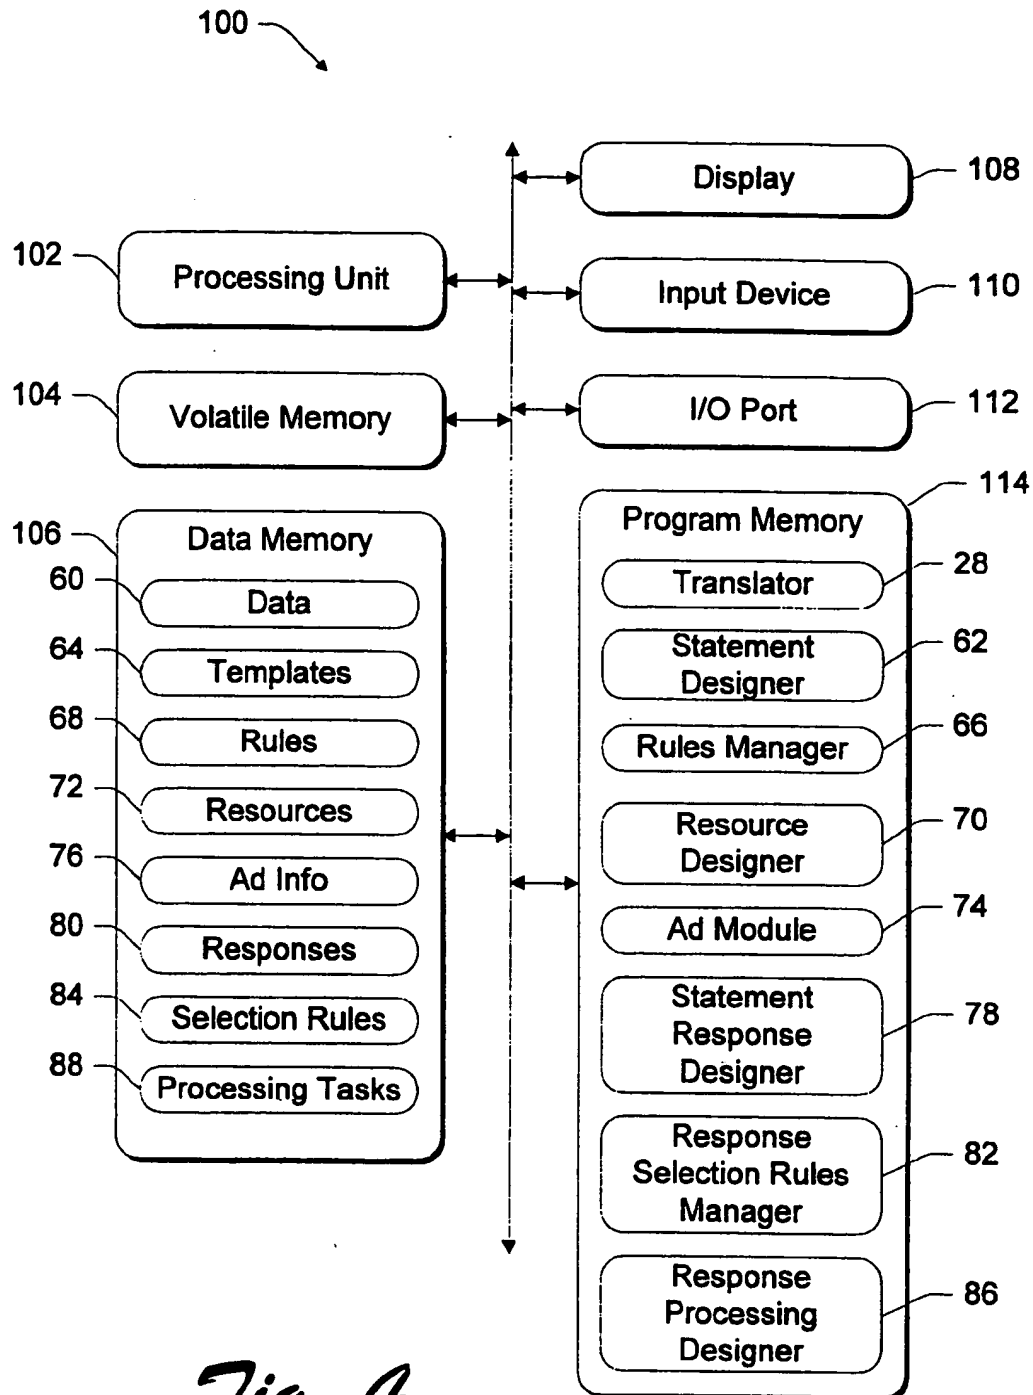 100
Display
108
102
Processing Unit
Input Device
110
104
Volatile Memory
I/O Port
112
106
Data Memory
60
Data
64
Templates
68
Rules
72
Resources
76
Ad Info
80
Responses
84
Selection Rules
88
Processing Tasks
114
Program Memory
Translator
28
Statement
Designer
62
Rules Manager
66
Resource
Designer
70
Ad Module
74
Statement
Response
Designer
78
Response
Selection Rules
Manager
82
Response
Processing
Designer
86
Fig.